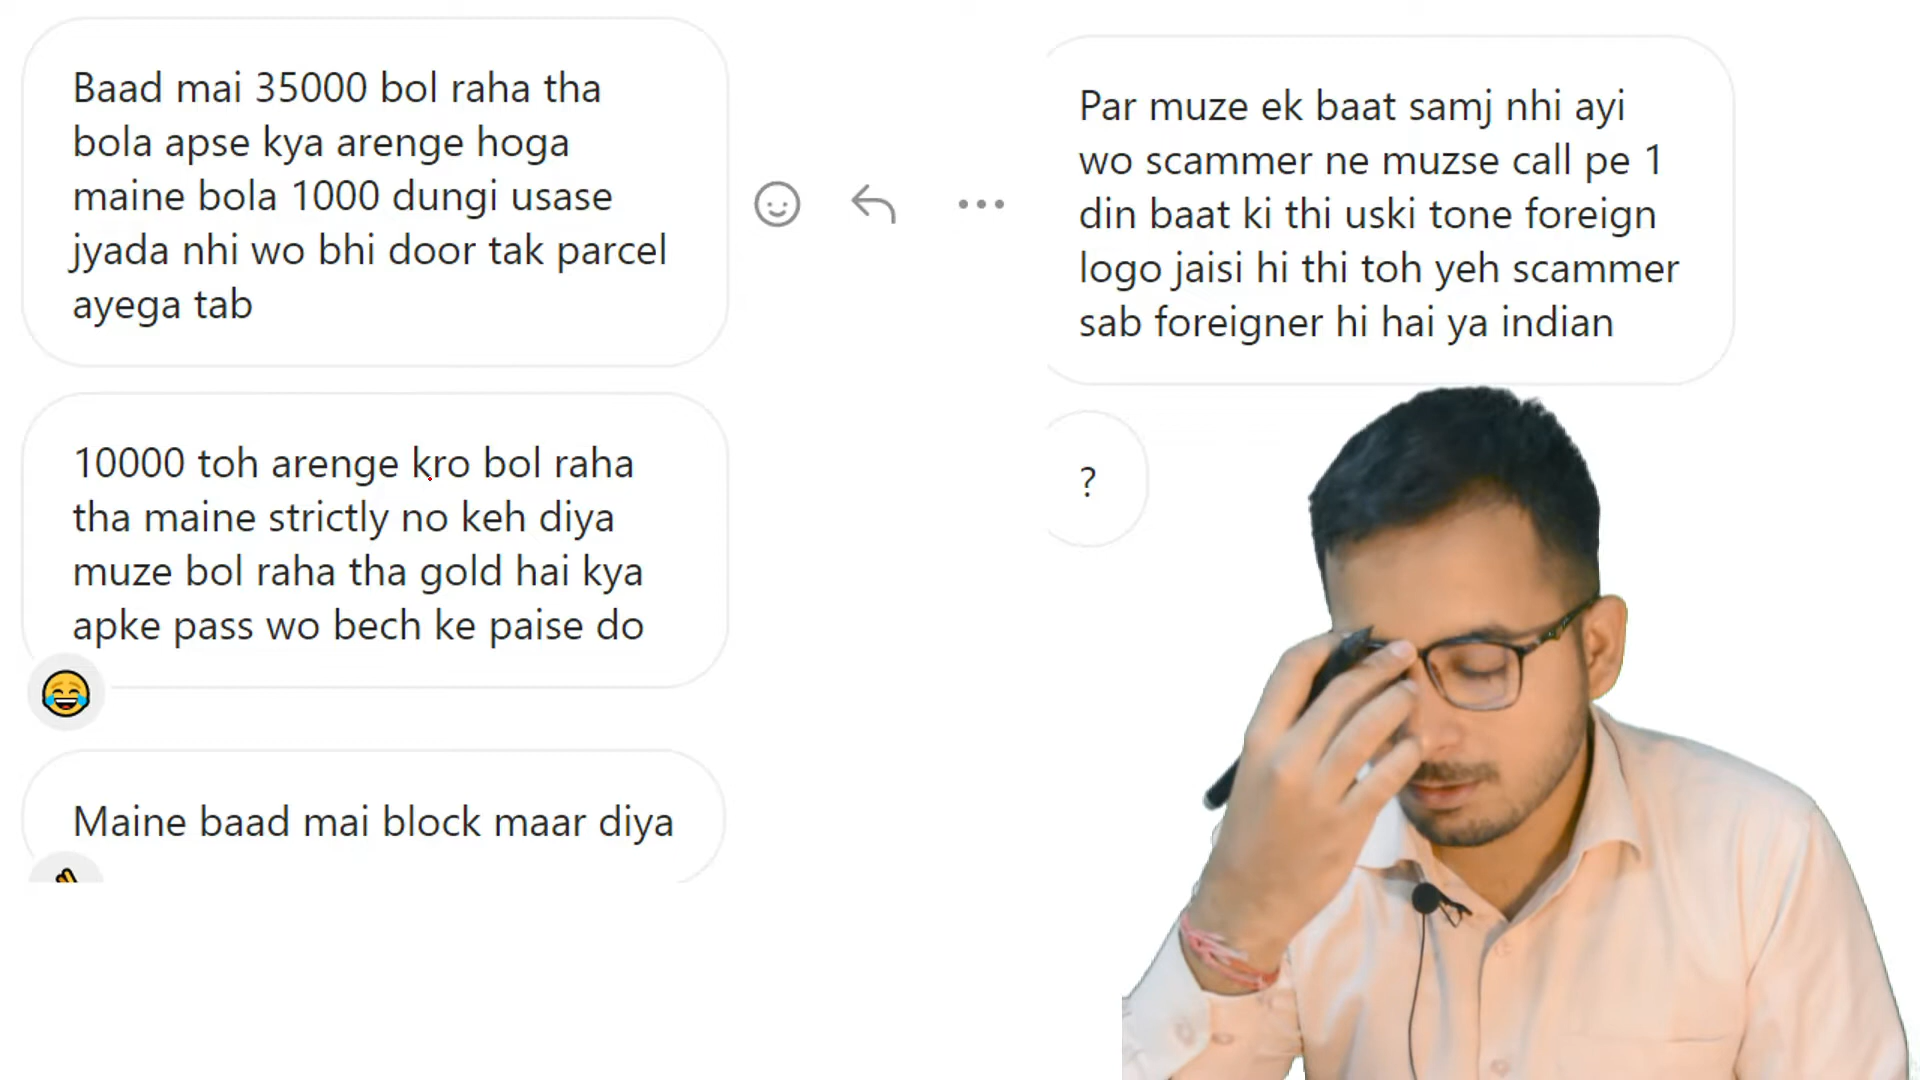 Baad mai 35000 bol raha tha
bola apse kya arenge hoga
maine bola 1000 dungi usase
jyada nhi wo bhi door tak parcel
ayega tab
10000 toh arenge kro bol raha
tha maine strictly no keh diya
muze bol raha tha gold hai kya
apke pass wo bech ke paise do
Maine baad mai block maar diya
Par muze ek baat samj nhi ayi
wo scammer ne muzse call pe 1
din baat ki thi uski tone foreign
logo jaisi hi thi toh yeh scammer
sab foreigner hi hai ya indian
?